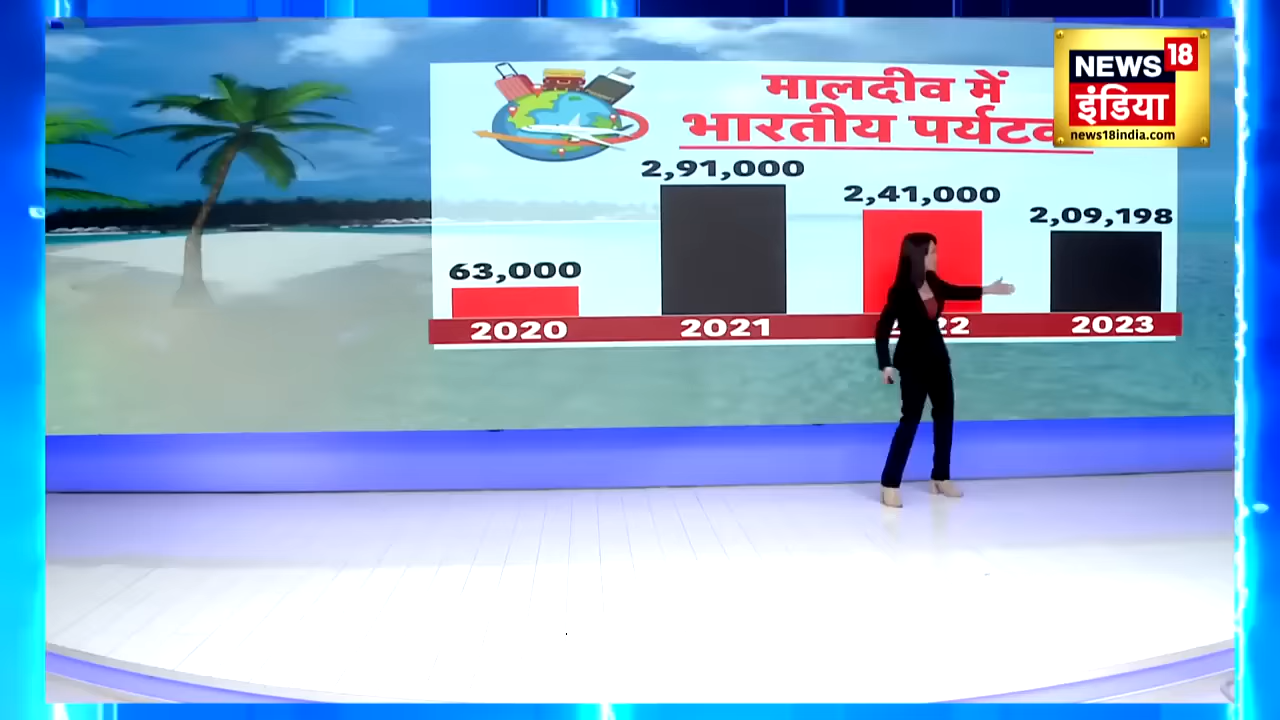 NEWS 18
इंडिया
news18india.com
मालदीव में
भारतीय
2,91,000
2,41,000
2,09,198
63,000
2020 2021 2023